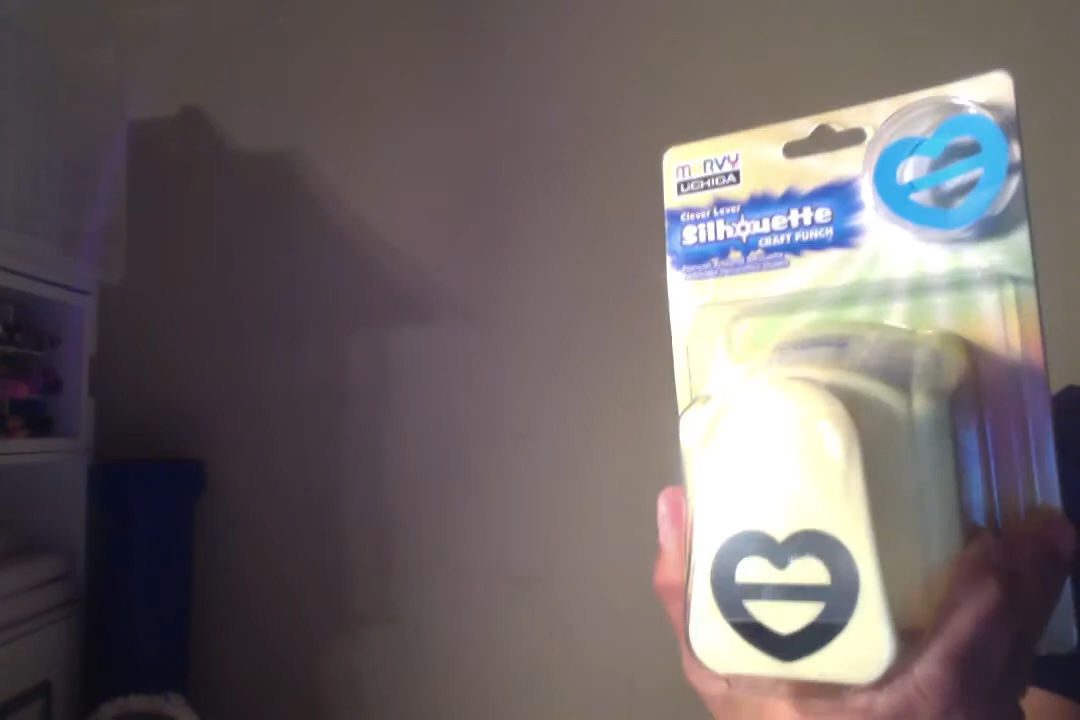 MARVY
UCHIDA
Clever Lever
Silhouette
CRAFT PUNCH